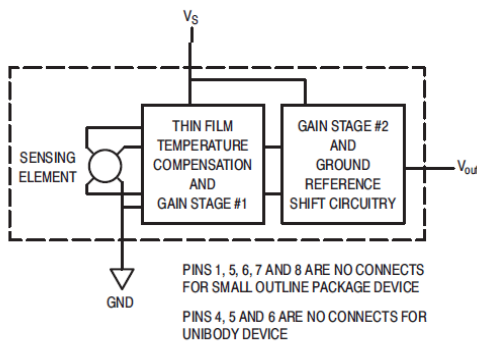 VS
SENSING
ELEMENT
THIN FILM
TEMPERATURE
COMPENSATION
AND
GAIN STAGE #1
GAIN STAGE #2
AND
GROUND
REFERENCE
SHIFT CIRCUITRY
Vout
GND
PINS 1, 5, 6, 7 AND 8 ARE NO CONNECTS
FOR SMALL OUTLINE PACKAGE DEVICE
PINS 4, 5 AND 6 ARE NO CONNECTS FOR
UNIBODY DEVICE